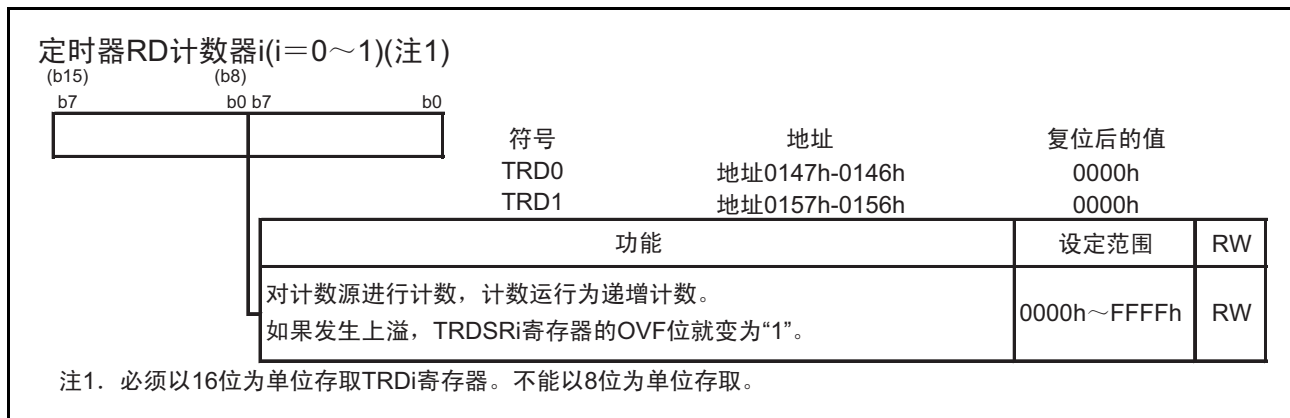 定时器RD计数器i(i＝0～1)(注1)
(b15) (b8)
b7 b0 b7 b0
符号 地址 复位后的值
TRD0 地址0147h-0146h 0000h
TRD1 地址0157h-0156h 0000h
功能 设定范围 RW
对计数源进行计数，计数运行为递增计数。
如果发生上溢，TRDSRi寄存器的OVF位就变为“1”。
0000h～FFFFh RW
注1．必须以16位为单位存取TRDi寄存器。不能以8位为单位存取。